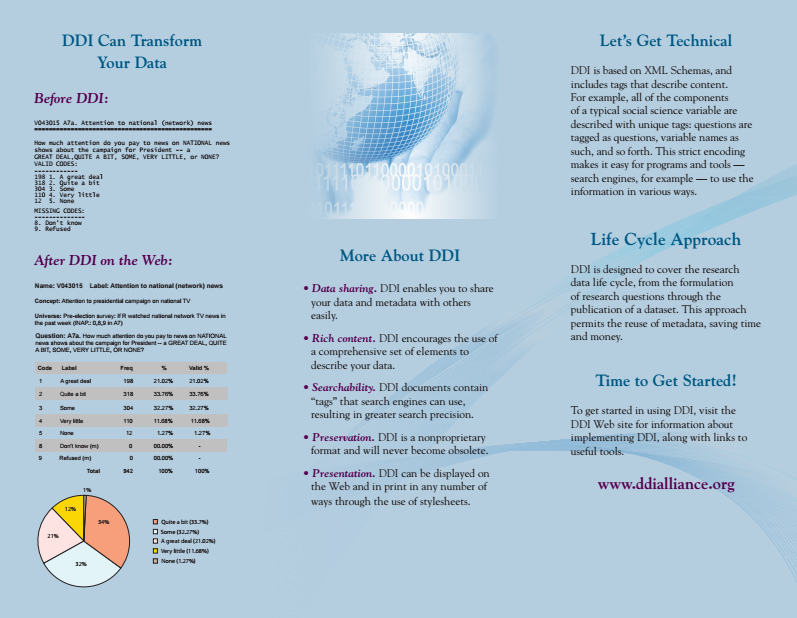 DDI Can Transform
Your Data
Before DDI:
V043015 A7a. Attention to national (network) news
How much attention do you pay to news on NATIONAL news
shows about the campaign for President -- a
GREAT DEAL,QUITE A BIT, SOME, VERY LITTLE, or NONE?
VALID CODES:
------------
198 1. A great deal
318 2. Quite a bit
304 3. Some
110 4. Very little
12 5. None
MISSING CODES:
--------------
8. Don't know
9. Refused
After DDI on the Web:
Name: V043015 Label: Attention to national (network) news
Concept: Attention to presidential campaign on national TV
Universe: Pre-election survey: If R watched national network TV news in
the past week (INAP.: 0,8,9 in A7)
Question: A7a. How much attention do you pay to news on NATIONAL
news shows about the campaign for President -- a GREAT DEAL, QUITE
A BIT, SOME, VERY LITTLE, OR NONE?
Code Label Freq % Valid %
1 A great deal 198 21.02% 21.02%
2 Quite a bit 318 33.76% 33.76%
3 Some 304 32.27% 32.27%
4 Very little 110 11.68% 11.68%
5 None 12 1.27% 1.27%
8 Don't know (m) 0 00.00% -
9 Refused (m) 0 00.00% -
Total 942 100% 100%
1%
12%
34%
21%
32%
Quite a bit (33.7%)
Some (32.27%)
A great deal (21.02%)
Very little (11.68%)
None (1.27%)
More About DDI
• Data sharing. DDI enables you to share
your data and metadata with others
easily.
• Rich content. DDI encourages the use of
a comprehensive set of elements to
describe your data.
• Searchability. DDI documents contain
“tags” that search engines can use,
resulting in greater search precision.
• Preservation. DDI is a nonproprietary
format and will never become obsolete.
• Presentation. DDI can be displayed on
the Web and in print in any number of
ways through the use of stylesheets.
Let’s Get Technical
DDI is based on XML Schemas, and
includes tags that describe content.
For example, all of the components
of a typical social science variable are
described with unique tags: questions are
tagged as questions, variable names as
such, and so forth. This strict encoding
makes it easy for programs and tools —
search engines, for example — to use the
information in various ways.
Life Cycle Approach
DDI is designed to cover the research
data life cycle, from the formulation
of research questions through the
publication of a dataset. This approach
permits the reuse of metadata, saving time
and money.
Time to Get Started!
To get started in using DDI, visit the
DDI Web site for information about
implementing DDI, along with links to
useful tools.
www.ddialliance.org